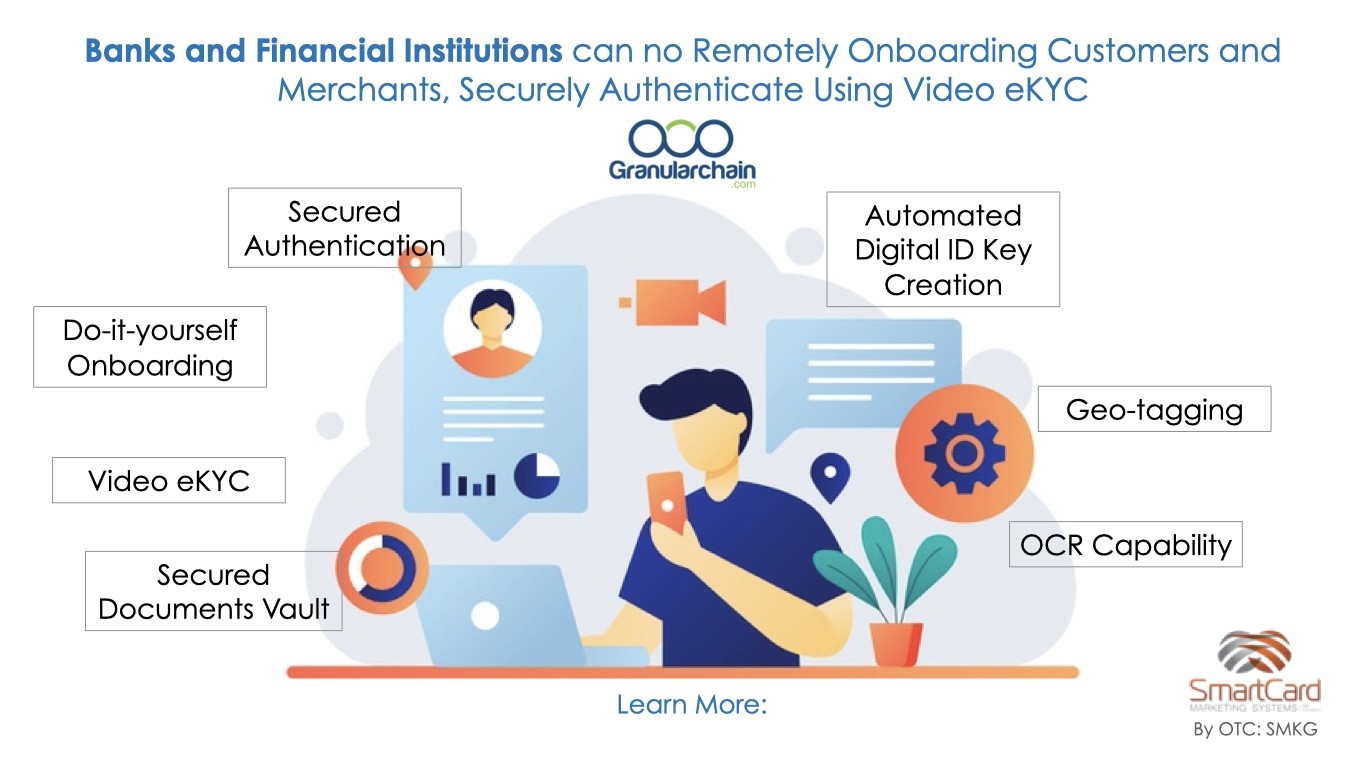 Banks and Financial Institutions can no Remotely Onboarding Customers and
Merchants, Securely Authenticate Using Video eKYC
Granularchain
.com
Secured
Authentication
Automated
Digital ID Key
Creation
Do-it-yourself
Onboarding
Geo-tagging
Video eKYC
OCR Capability
Secured
Documents Vault
SmartCard
MARKETING SYSTEMS
Learn More:
By OTC: SMKG